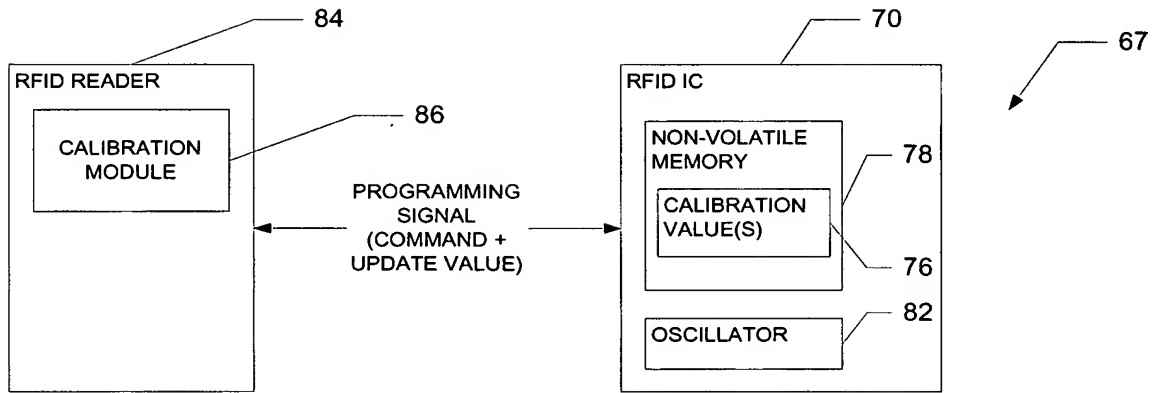 84
70
67
RFID READER
RFID IC
CALIBRATION
MODULE
86
NON-VOLATILE
MEMORY
78
CALIBRATION
VALUE(S)
76
PROGRAMMING
SIGNAL
(COMMAND +
UPDATE VALUE)
OSCILLATOR
82